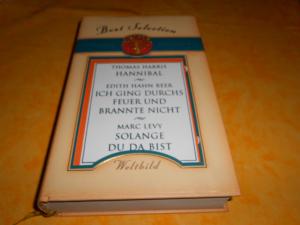 Best Selection
THOMAS HARRIS
HANNIBAL
EDITH HAHN BEER
ICH GING DURCHS
FEUER UND
BRANNTE NICHT
MARC LEVY
SOLANGE
DU DA BIST
Weltbild